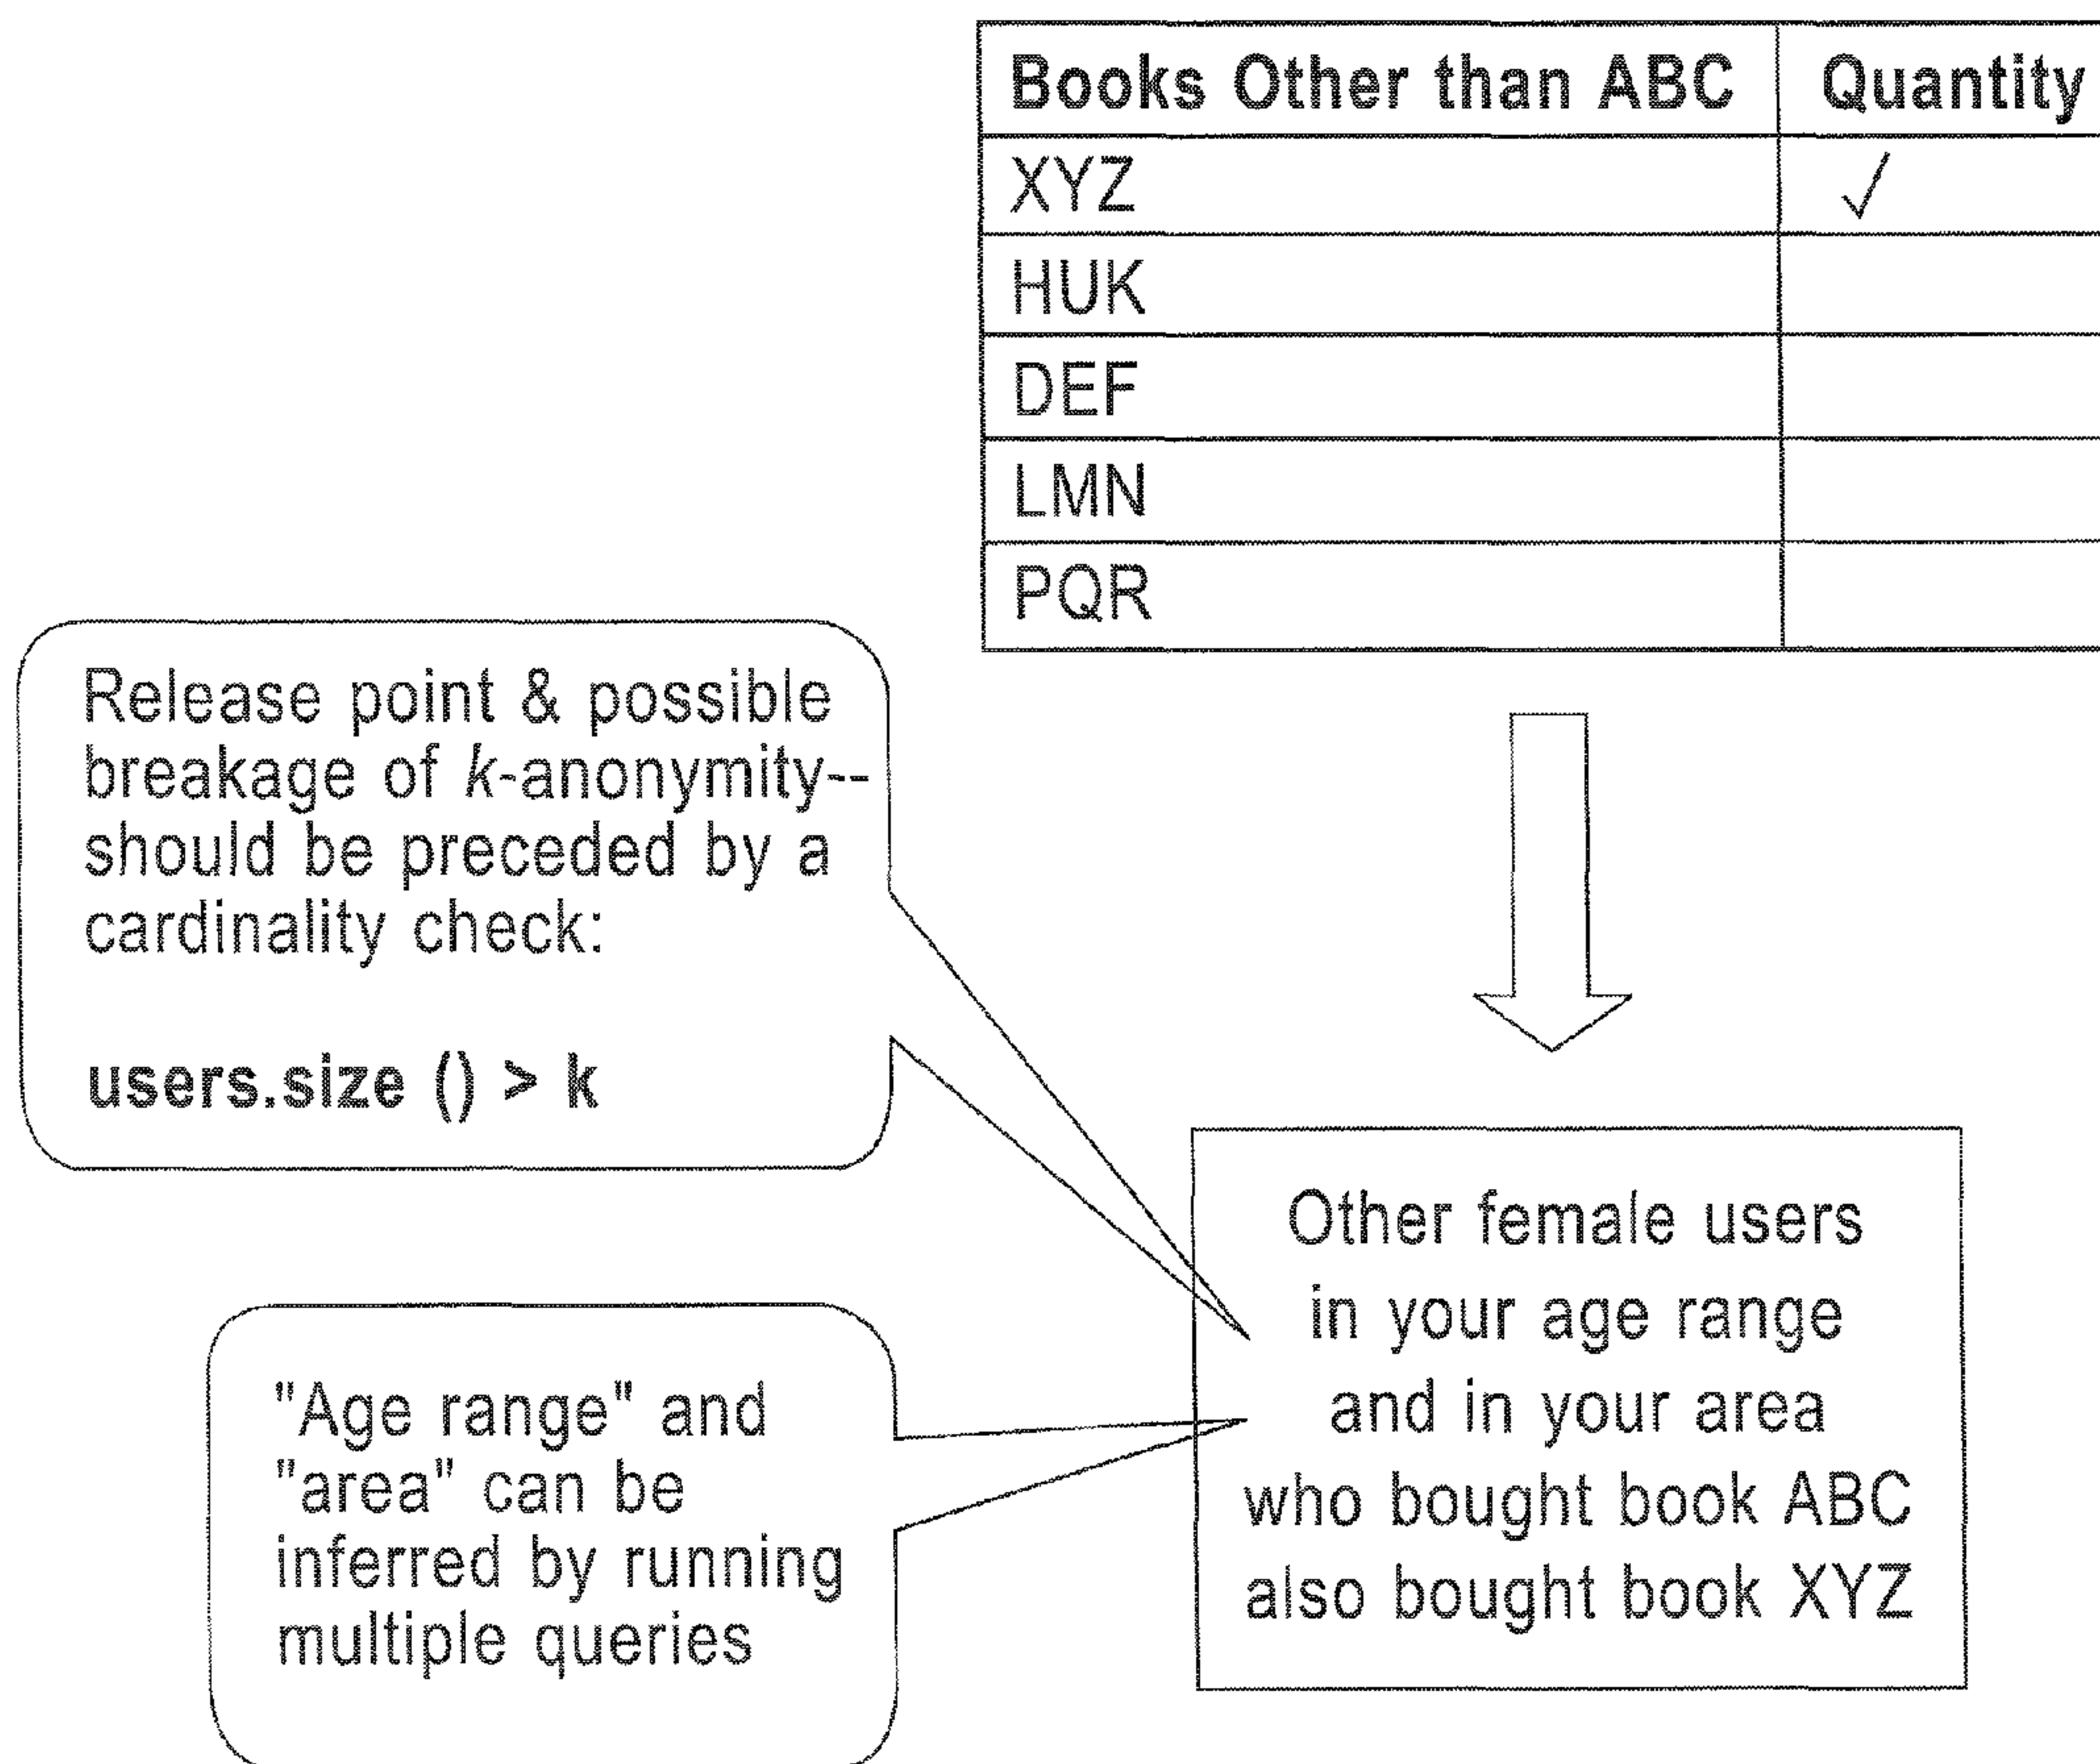 Books Other than ABC Quantity
XYZ √
HUK
DEF
LMN
PQR
Release point & possible
breakage of k-anonymity--
should be preceded by a
cardinality check:
users.size () > k
Other female users
in your age range
and in your area
who bought book ABC
also bought book XYZ
"Age range" and
"area" can be
inferred by running
multiple queries